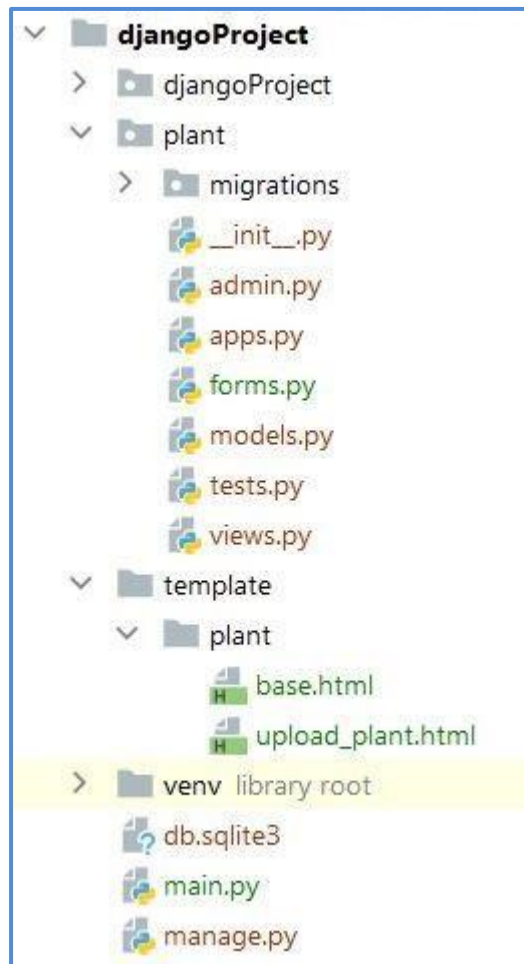 djangoProject
djangoProject
plant
migrations
__init__.py
admin.py
apps.py
forms.py
models.py
tests.py
views.py
template
plant
base.html
upload_plant.html
venv library root
db.sqlite3
main.py
manage.py